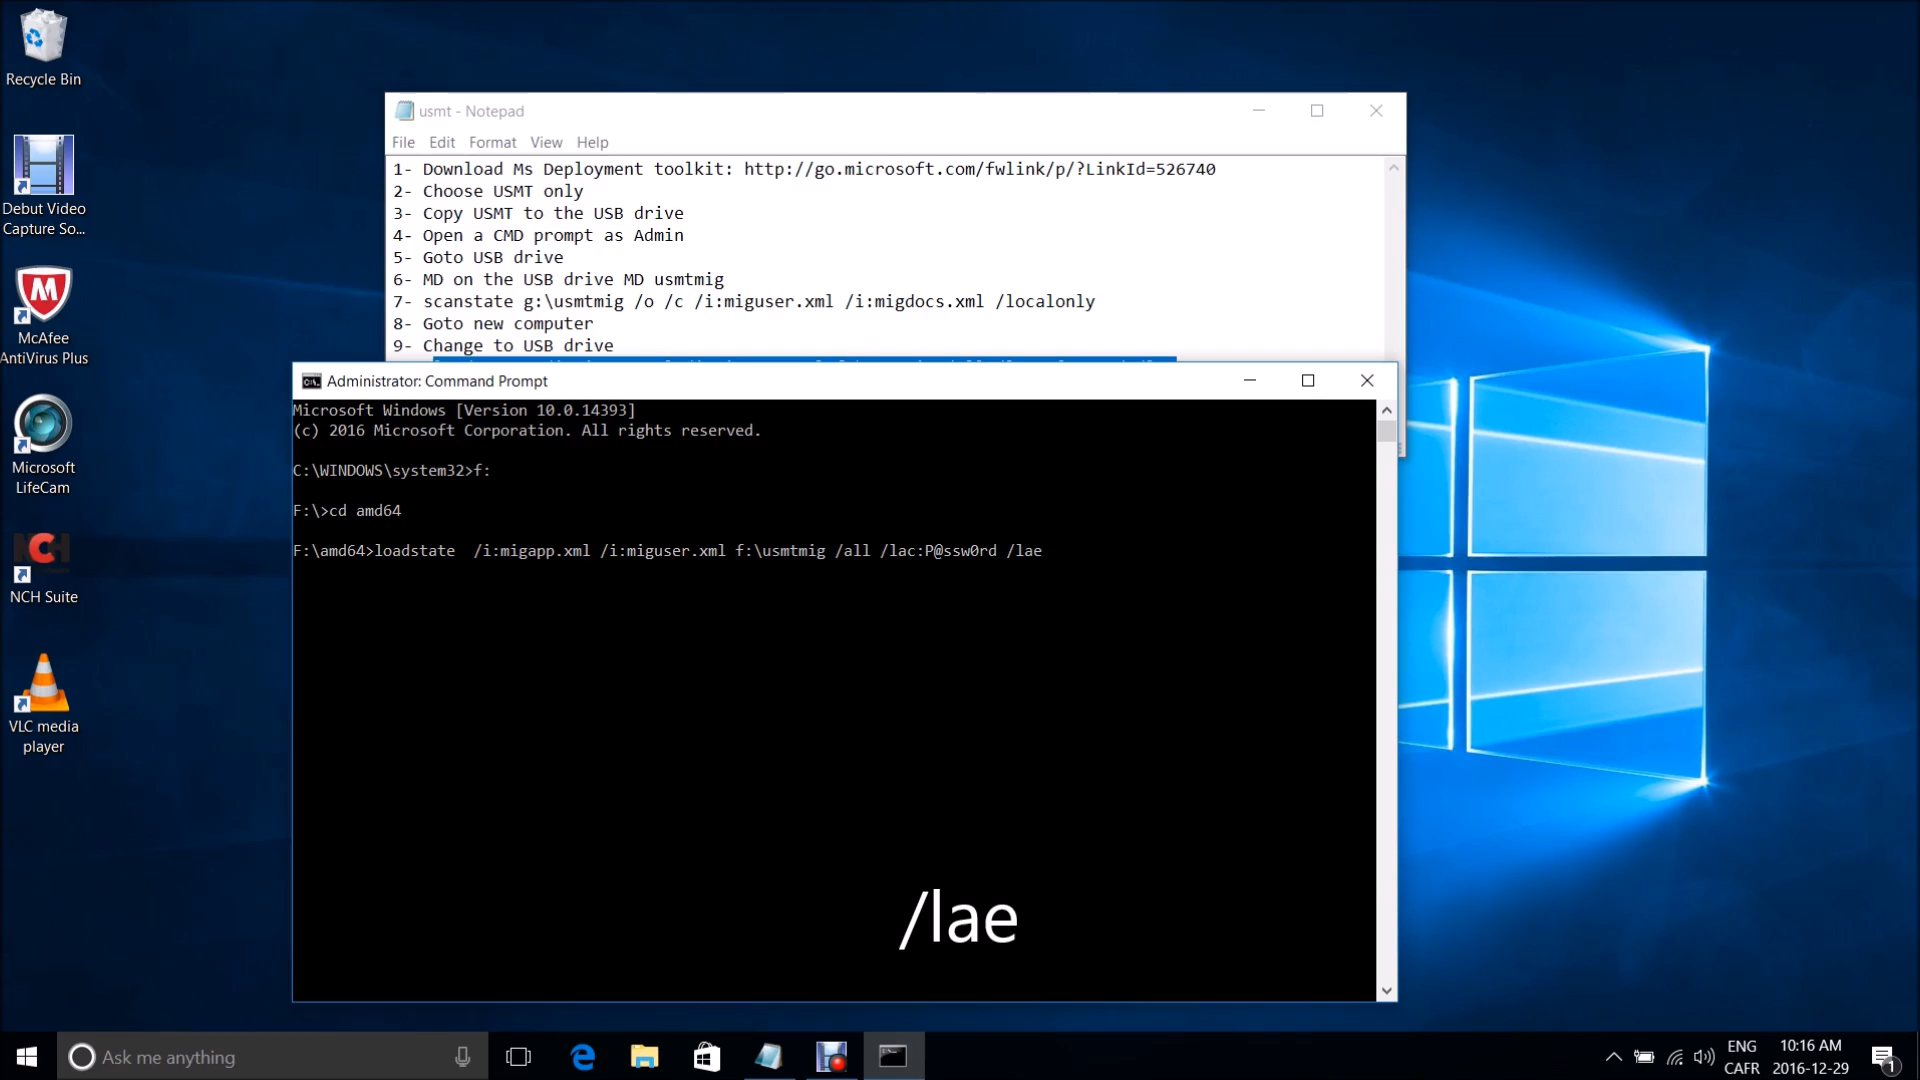 Recycle Bin
Debut Video
Capture So...
McAfee
AntiVirus Plus
Microsoft
LifeCam
NCH Suite
VLC media
player
usmt - Notepad
File Edit Format View Help
1- Download Ms Deployment toolkit: http://go.microsoft.com/fwlink/p/?LinkId=526740
2- Choose USMT only
3- Copy USMT to the USB drive
4- Open a CMD prompt as Admin
5- Goto USB drive
6- MD on the USB drive MD usmtmig
7- scanstate g:\usmtmig /o /c /i:miguser.xml /i:migdocs.xml /localonly
8- Goto new computer
9- Change to USB drive
Administrator: Command Prompt
Microsoft Windows [Version 10.0.14393]
(c) 2016 Microsoft Corporation. All rights reserved.
C:\WINDOWS\system32>f:
F:\>cd amd64
F:\amd64>loadstate  /i:migapp.xml /i:miguser.xml f:\usmtmig /all /lac:P@ssw0rd /lae
/lae
Ask me anything
ENG
CAFR
10:16 AM
2016-12-29
1